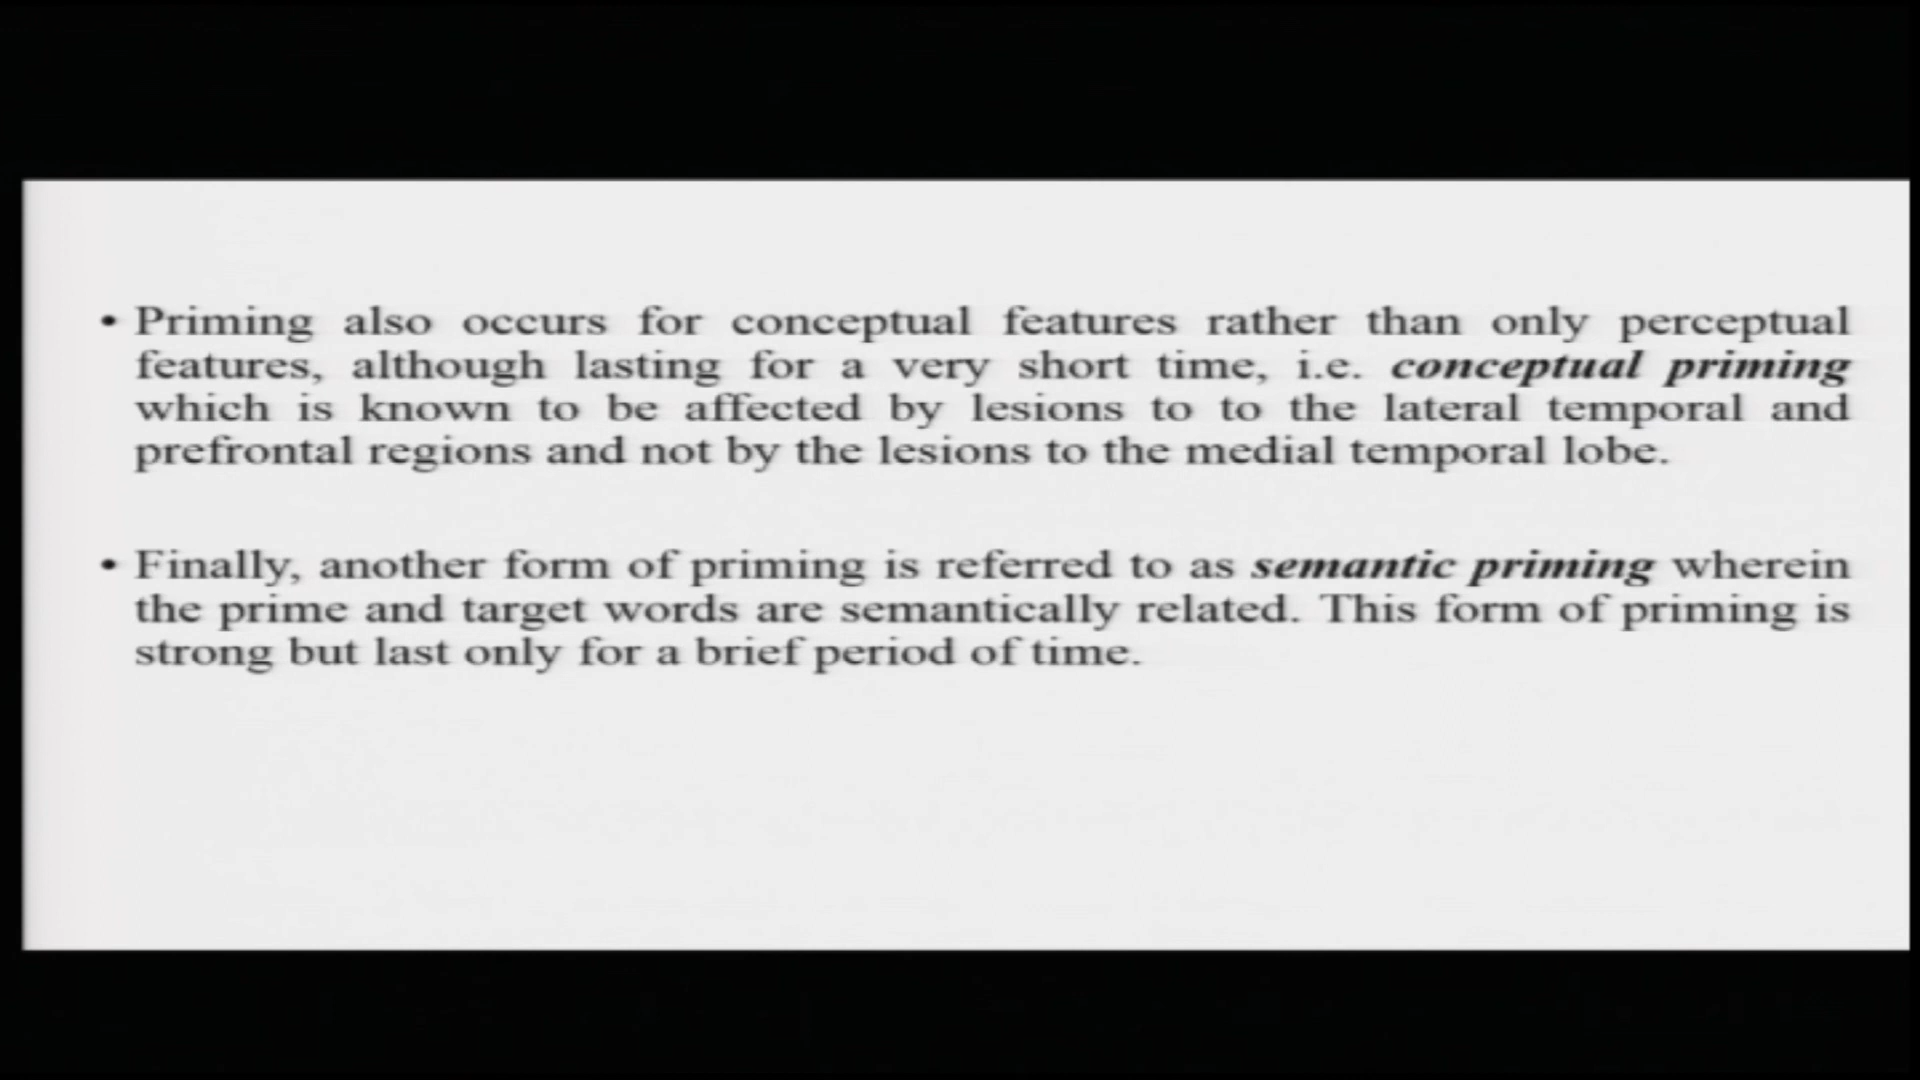 • Priming also occurs for conceptual features rather than only perceptual
features, although lasting for a very short time, i.e. conceptual priming
which is known to be affected by lesions to to the lateral temporal and
prefrontal regions and not by the lesions to the medial temporal lobe.
• Finally, another form of priming is referred to as semantic priming wherein
the prime and target words are semantically related. This form of priming is
strong but last only for a brief period of time.